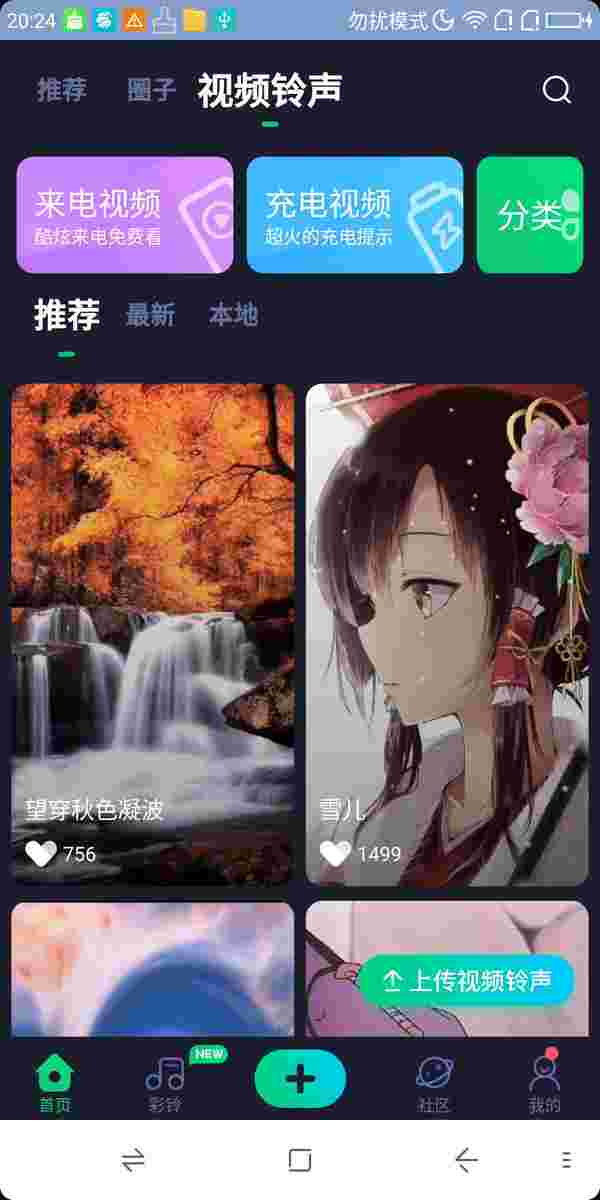 20:24 勿扰模式
推荐 圈子 视频铃声
来电视频 充电视频 分类
酷炫来电免费看 超火的充电提示
推荐 最新 本地
望穿秋色凝波 雪儿
756 1499
上传视频铃声
NEW
首页 彩铃 社区 我的